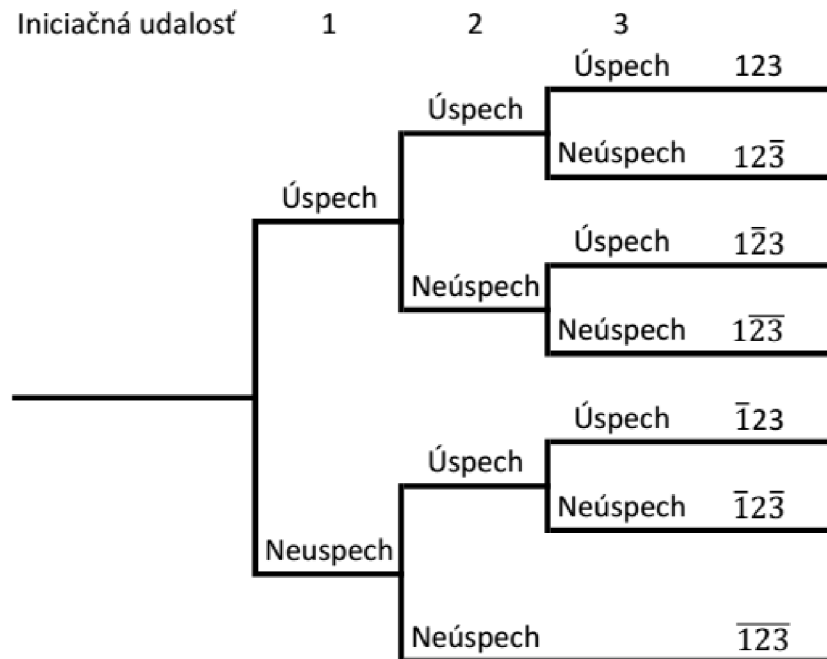 Iniciačná udalosť 1 2 3
Úspech 123
Úspech
Neúspech 123̅
Úspech
Úspech 12̅3
Neúspech
Neúspech 12̅3̅
Úspech 1̅23
Úspech
Neúspech 1̅23̅
Neuspech
Neúspech 1̅2̅3̅